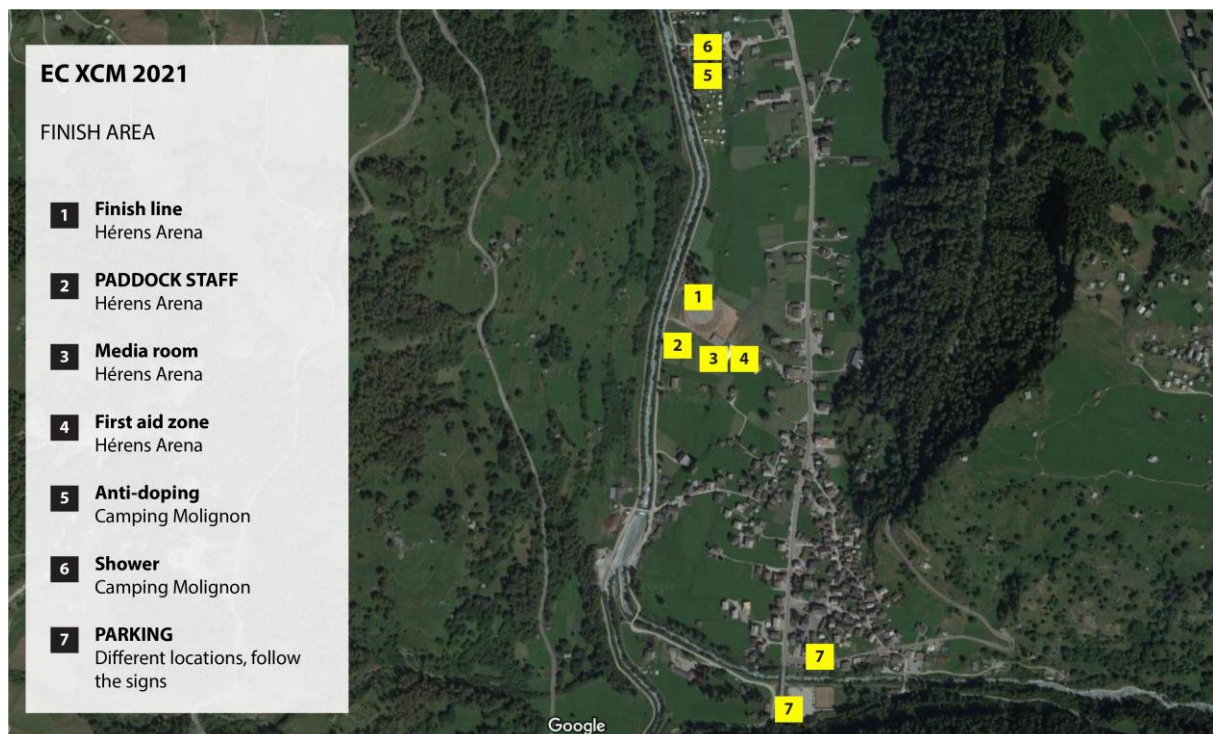 EC XCM 2021
FINISH AREA
1 Finish line
Hérens Arena
2 PADDOCK STAFF
Hérens Arena
3 Media room
Hérens Arena
4 First aid zone
Hérens Arena
5 Anti-doping
Camping Molignon
6 Shower
Camping Molignon
7 PARKING
Different locations, follow
the signs
6
5
1
2
3 4
7
7
Google